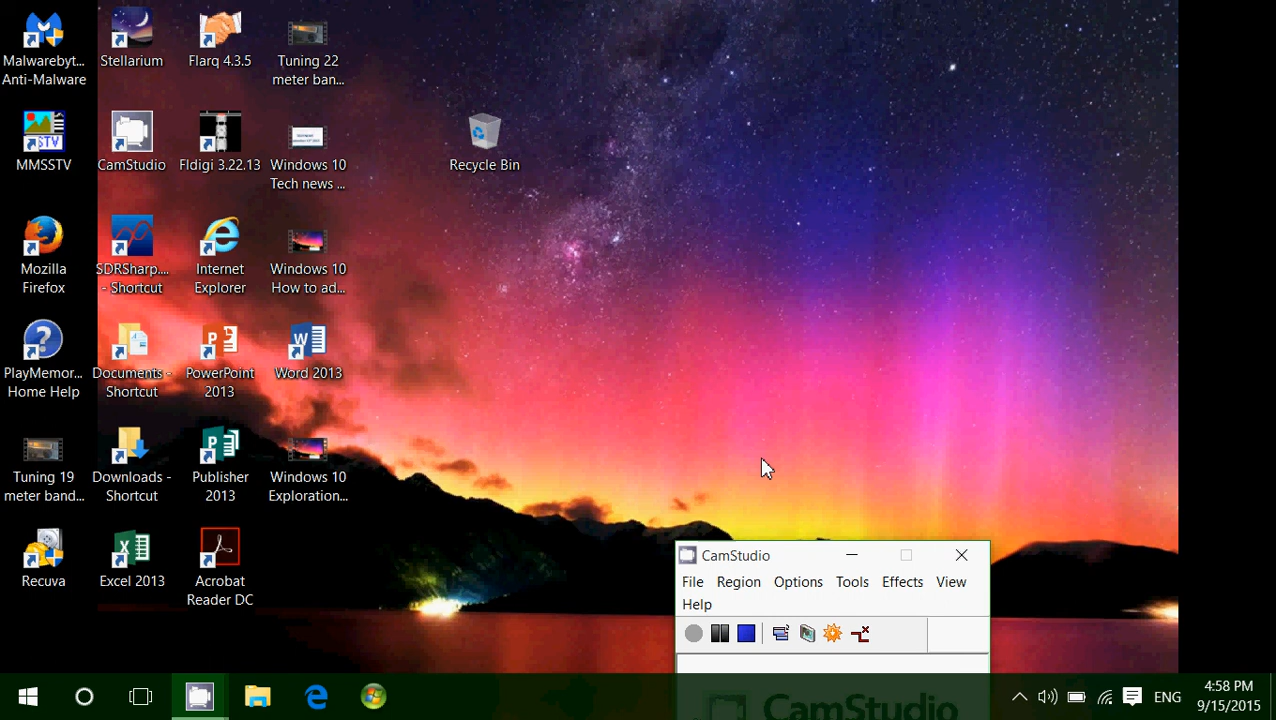 Malwarebyt...
Anti-Malware
Stellarium
Flarq 4.3.5
Tuning 22
meter ban...
MMSSTV
CamStudio
Fldigi 3.22.13
Windows 10
Tech news ...
Recycle Bin
Mozilla
Firefox
SDRSharp....
- Shortcut
Internet
Explorer
Windows 10
How to ad...
PlayMemor...
Home Help
Documents -
Shortcut
PowerPoint
2013
Word 2013
Tuning 19
meter band...
Downloads -
Shortcut
Publisher
2013
Windows 10
Exploration...
Recuva
Excel 2013
Acrobat
Reader DC
CamStudio
File Region Options Tools Effects View
Help
CamStudio
ENG
4:58 PM
9/15/2015